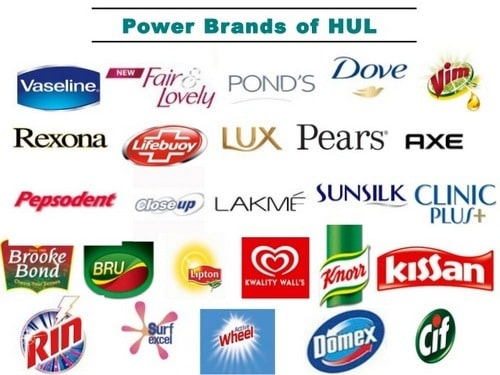 Power Brands of HUL
Vaseline.
NEW Fair &
Lovely
POND'S
Dove
Vim
Rexona
Lifebuoy
LUX
Pears
AXE
Pepsodent
Closeup
LAKMÉ
SUNSILK
CLINIC
PLUS+
Brooke
Bond
BRU
Lipton
KWALITY WALL'S
Knorr
kissan
Rin
Surf
excel
Active
Wheel
Domex
Cif